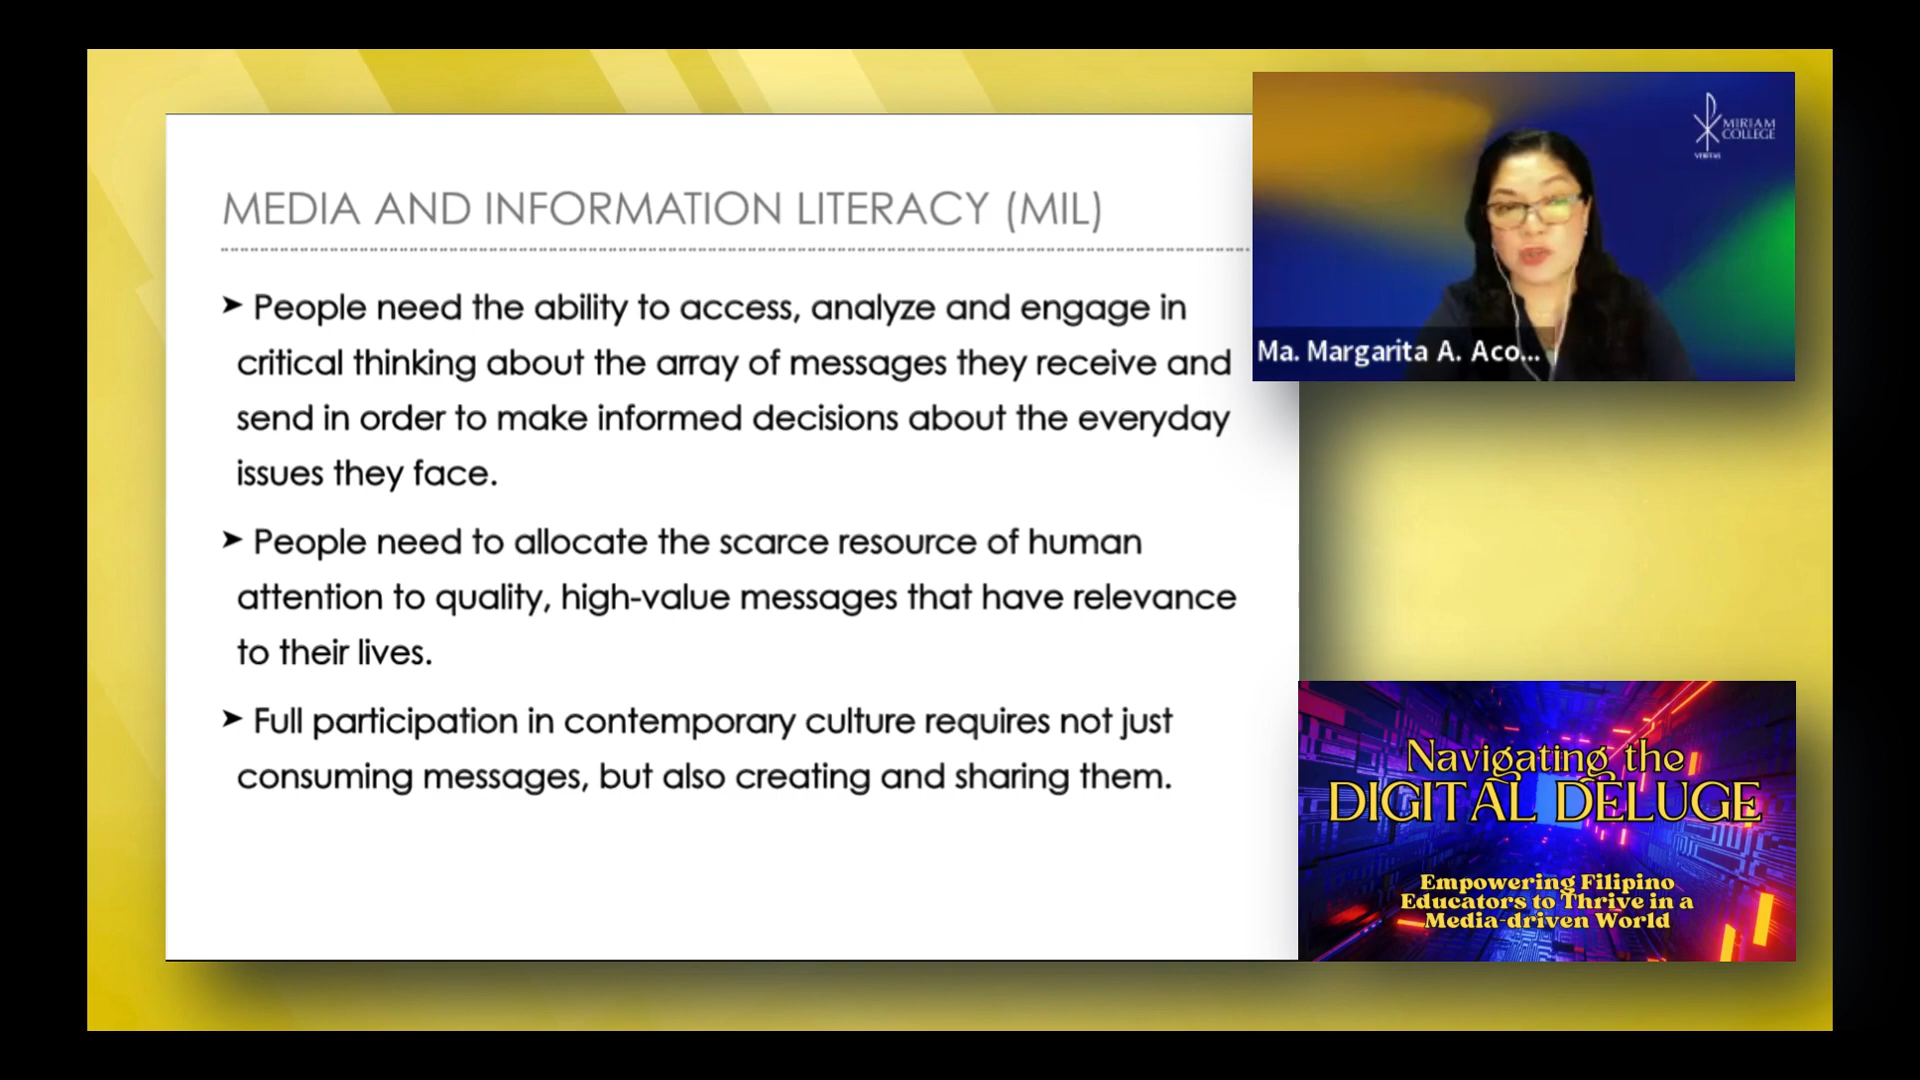 MEDIA AND INFORMATION LITERACY (MIL)
➤ People need the ability to access, analyze and engage in
critical thinking about the array of messages they receive and
send in order to make informed decisions about the everyday
issues they face.
➤ People need to allocate the scarce resource of human
attention to quality, high-value messages that have relevance
to their lives.
➤ Full participation in contemporary culture requires not just
consuming messages, but also creating and sharing them.
MIRIAM
COLLEGE
VERITAS
Ma. Margarita A. Aco...
Navigating the
DIGITAL DELUGE
Empowering Filipino
Educators to Thrive in a
Media-driven World